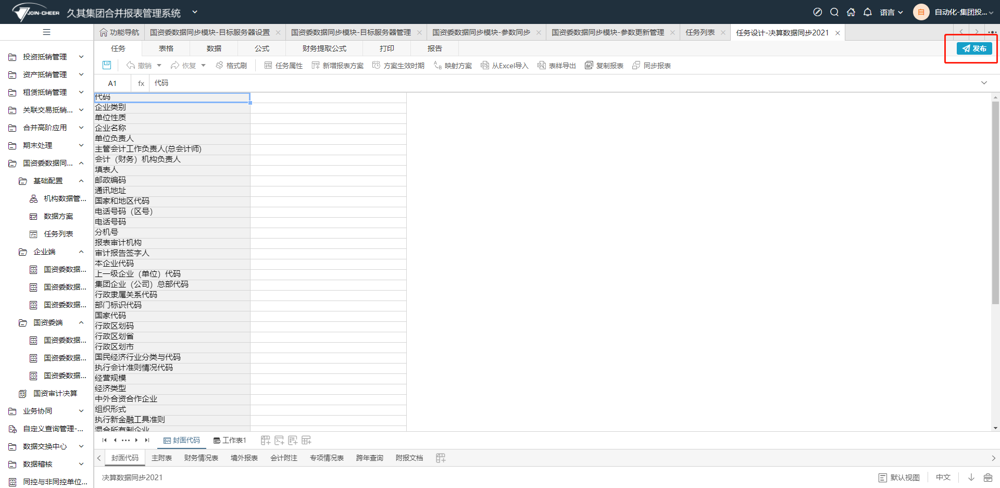 JOIN-CHEER 久其集团合并报表管理系统 语言 自 自动化-集团投...
功能导航 国资委数据同步模块-目标服务器设置 国资委数据同步模块-目标服务器管理 国资委数据同步模块-参数同步 国资委数据同步模块-参数更新管理 任务列表 任务设计-决算数据同步2021
任务 表格 数据 公式 财务提取公式 打印 报告 发布
撤销 恢复 格式刷 任务属性 新增报表方案 方案生效时期 映射方案 从Excel导入 表样导出 复制报表 同步报表
A1 fx 代码
投资抵销管理
资产抵销管理
租赁抵销管理
关联交易抵销...
合并高阶应用
期末处理
国资委数据同...
基础配置
机构数据管...
数据方案
任务列表
企业端
国资委数据...
国资委数据...
国资委数据...
国资委端
国资委数据...
国资委数据...
国资委数据...
国资审计决算
业务协同
自定义查询管理-...
数据交换中心
数据稽核
同控与非同控单位...
代码
企业类别
单位性质
企业名称
单位负责人
主管会计工作负责人(总会计师)
会计（财务）机构负责人
填表人
邮政编码
通讯地址
国家和地区代码
电话号码（区号）
电话号码
分机号
报表审计机构
审计报告签字人
本企业代码
上一级企业（单位）代码
集团企业（公司）总部代码
行政隶属关系代码
部门标识代码
国家代码
行政区划码
行政区划省
行政区划市
国民经济行业分类与代码
执行会计准则情况代码
经营规模
经济类型
中外合资合作企业
组织形式
执行新金融工具准则
混合所有制企业
封面代码 工作表1
封面代码 主附表 财务情况表 境外报表 会计附注 专项情况表 跨年查询 附报文档
决算数据同步2021 默认视图 中文